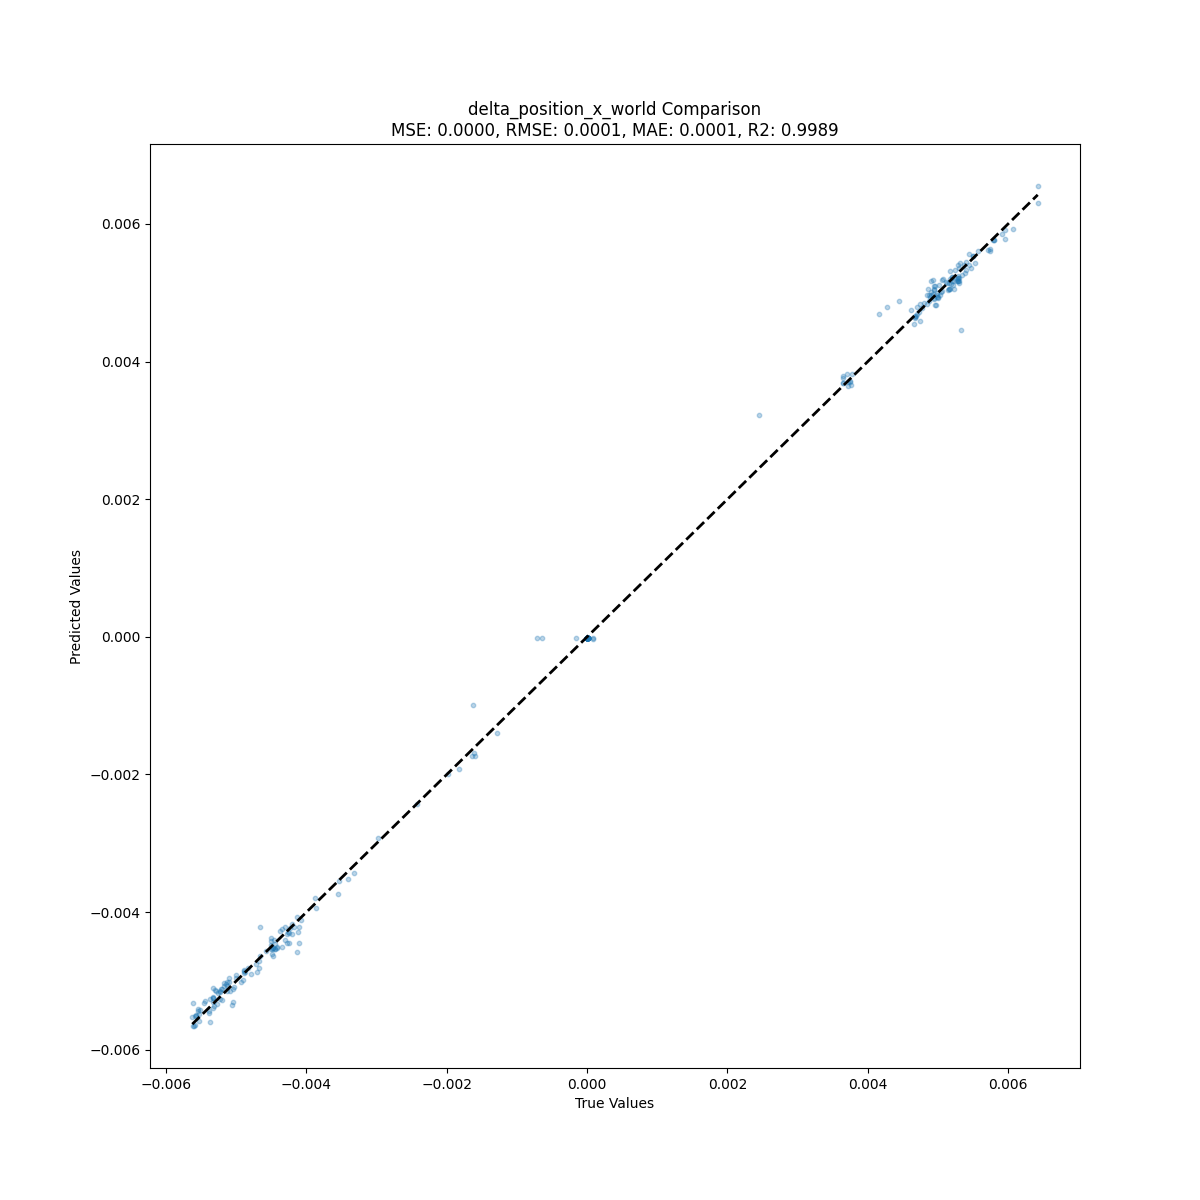 delta_position_x_world Comparison
MSE: 0.0000, RMSE: 0.0001, MAE: 0.0001, R2: 0.9989
0.006
0.004
0.002
0.000
−0.002
−0.004
−0.006
Predicted Values
−0.006 −0.004 −0.002 0.000 0.002 0.004 0.006
True Values